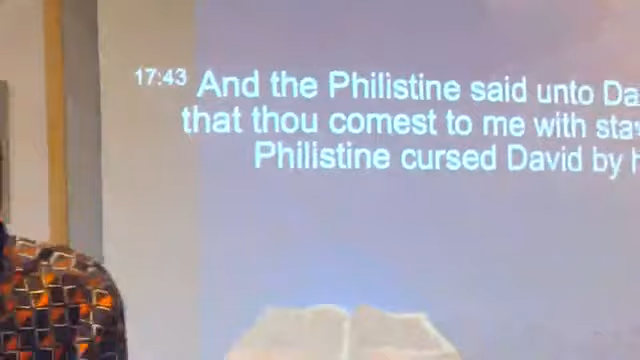 17:43 And the Philistine said unto
that thou comest to me with
Philistine cursed David by